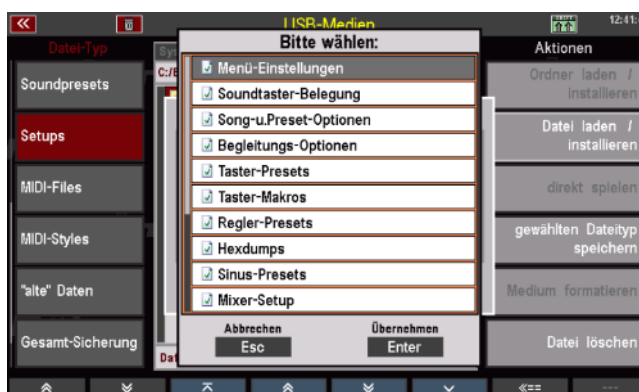 USB-Medien
12:41:
Datei-Typ
Bitte wählen:
Aktionen
Sys
C:/E
Soundpresets
Setups
MIDI-Files
MIDI-Styles
"alte" Daten
Gesamt-Sicherung
Menü-Einstellungen
Soundtaster-Belegung
Song-u.Preset-Optionen
Begleitungs-Optionen
Taster-Presets
Taster-Makros
Regler-Presets
Hexdumps
Sinus-Presets
Mixer-Setup
Abbrechen
Esc
Übernehmen
Enter
Dat
Ordner laden /
installieren
Datei laden /
installieren
direkt spielen
gewählten Dateityp
speichern
Medium formatieren
Datei löschen
«==
---